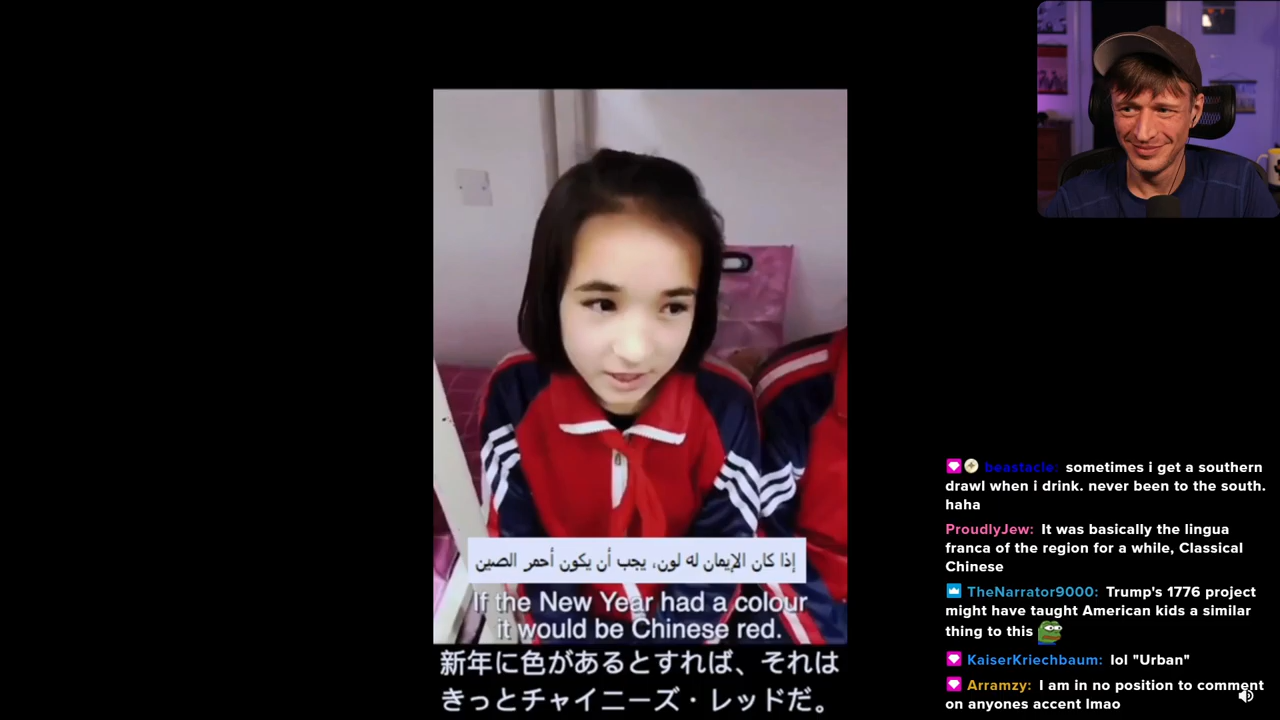 إذا كان الإيمان له لون، يجب أن يكون أحمر الصين
If the New Year had a colour
it would be Chinese red.
新年に色があるとすれば、それは
きっとチャイニーズ・レッドだ。
beastacle: sometimes i get a southern
drawl when i drink. never been to the south.
haha
ProudlyJew: It was basically the lingua
franca of the region for a while, Classical
Chinese
TheNarrator9000: Trump's 1776 project
might have taught American kids a similar
thing to this
KaiserKriechbaum: lol "Urban"
Arramzy: I am in no position to comment
on anyones accent lmao